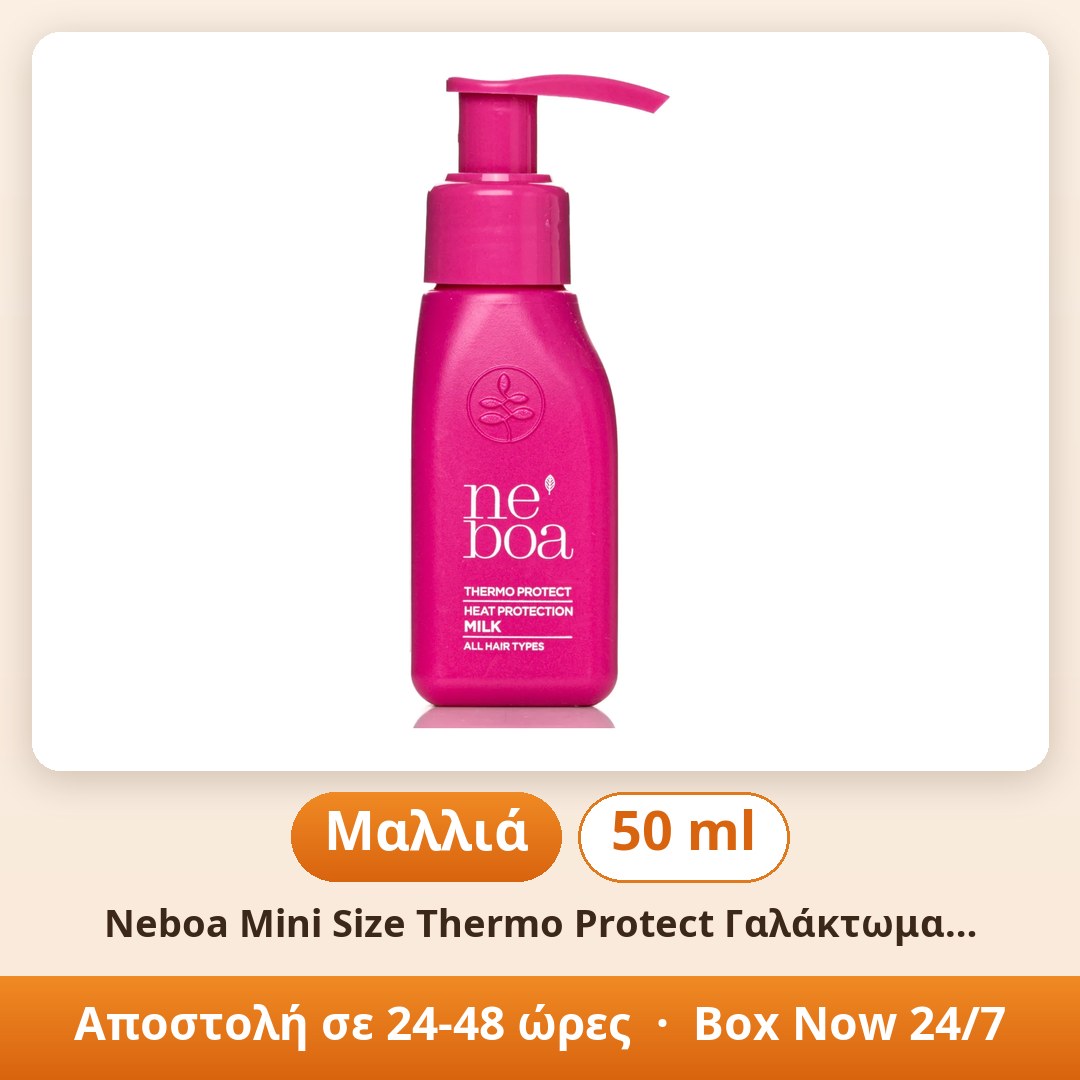 ne
boa
THERMO PROTECT
HEAT PROTECTION
MILK
ALL HAIR TYPES
Μαλλιά
50 ml
Neboa Mini Size Thermo Protect Γαλάκτωμα...
Αποστολή σε 24-48 ώρες · Box Now 24/7